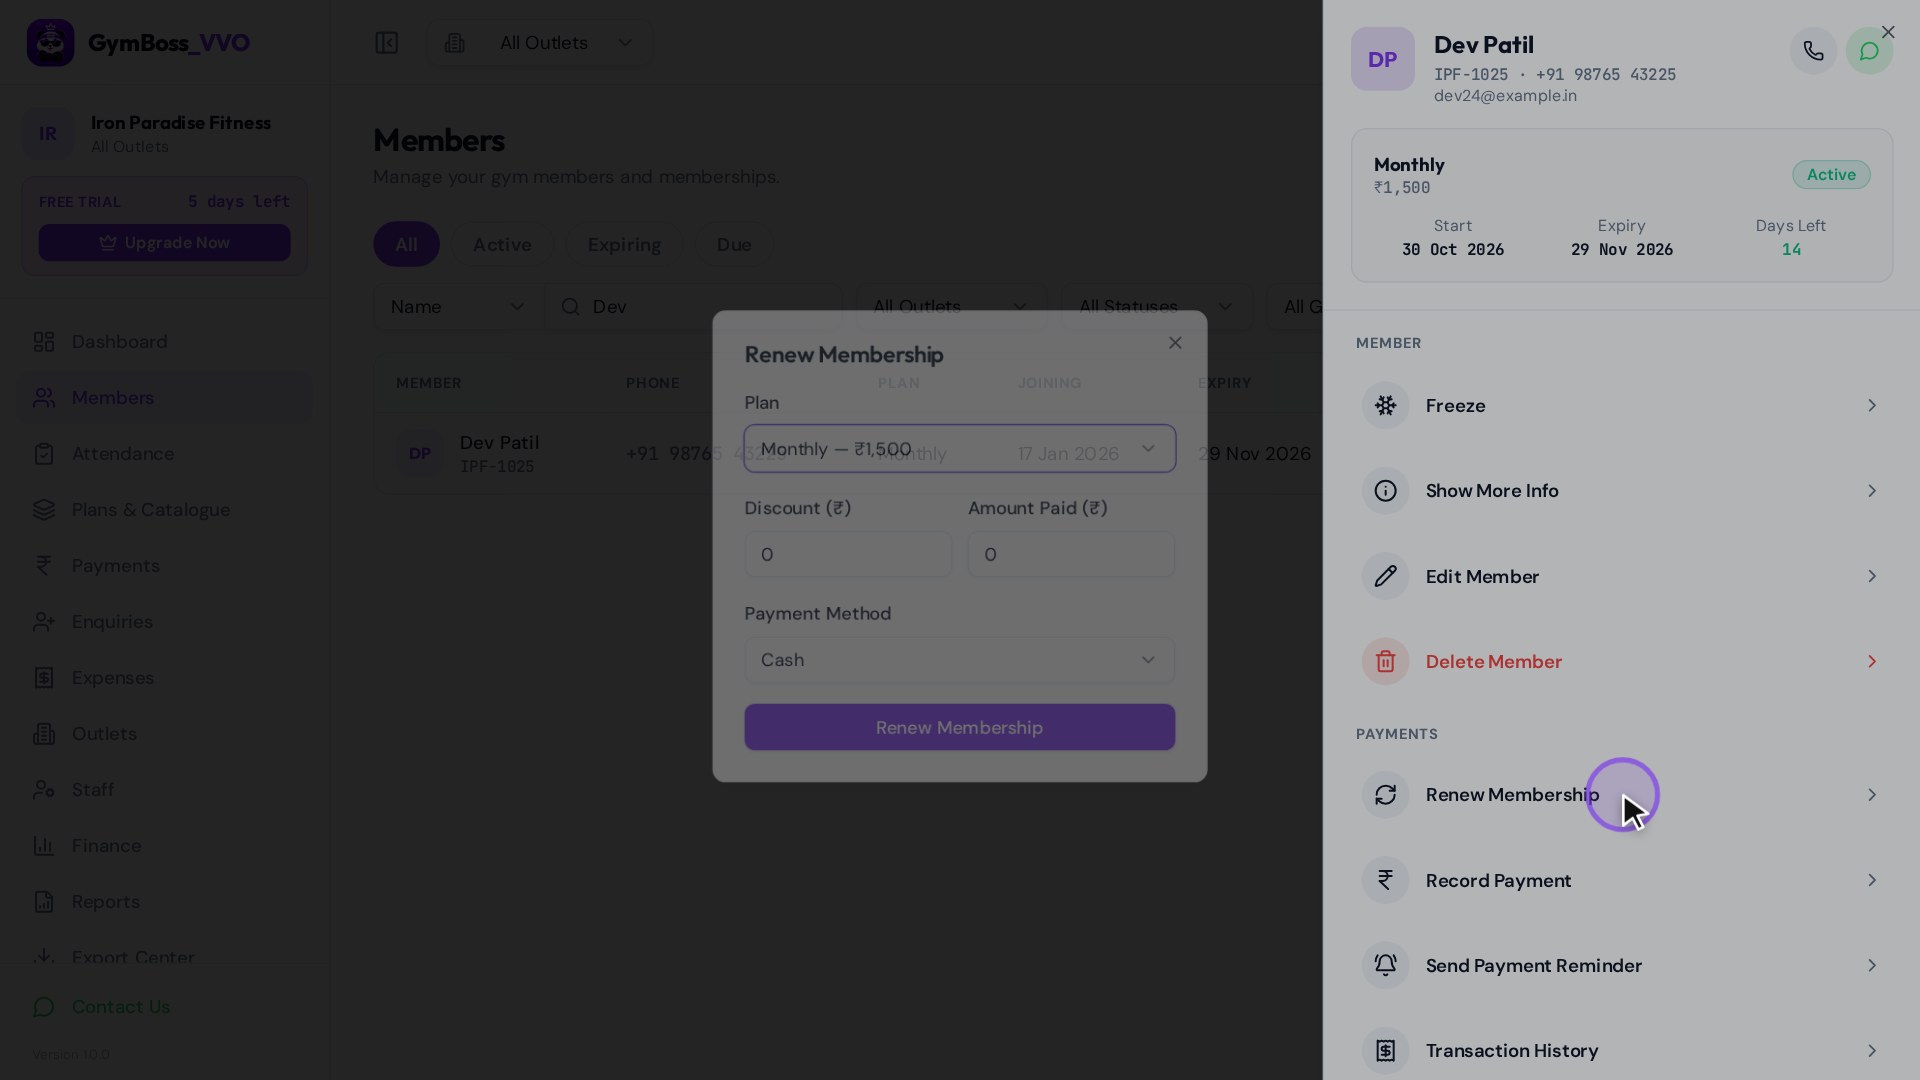 GymBoss_VVO
All Outlets
IR
Iron Paradise Fitness
All Outlets
FREE TRIAL
5 days left
Upgrade Now
Dashboard
Members
Attendance
Plans & Catalogue
Payments
Enquiries
Expenses
Outlets
Staff
Finance
Reports
Export Center
Contact Us
Version 1.0.0
Members
Manage your gym members and memberships.
All
Active
Expiring
Due
Name
Dev
All Outlets
All Statuses
All G
MEMBER
PHONE
PLAN
JOINING
EXPIRY
DP
Dev Patil
IPF-1025
+91 98765 43225
Monthly
17 Jan 2026
29 Nov 2026
Renew Membership
Plan
Monthly — ₹1,500
Discount (₹)
Amount Paid (₹)
0
0
Payment Method
Cash
Renew Membership
DP
Dev Patil
IPF-1025 · +91 98765 43225
dev24@example.in
Monthly
₹1,500
Active
Start
Expiry
Days Left
30 Oct 2026
29 Nov 2026
14
MEMBER
Freeze
Show More Info
Edit Member
Delete Member
PAYMENTS
Renew Membership
Record Payment
Send Payment Reminder
Transaction History